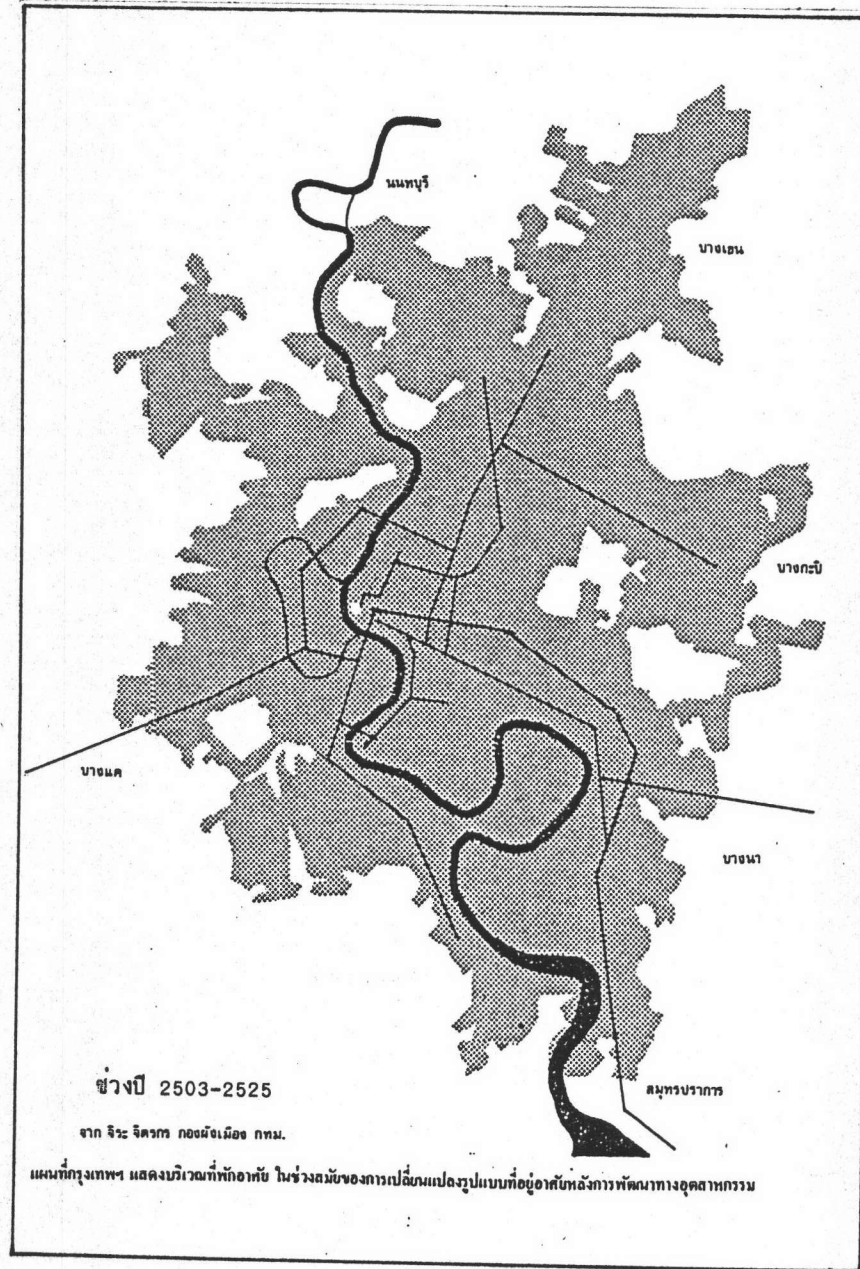 นนทบุรี
บางเขน
บางกะปิ
บางแค
บางนา
สมุทรปราการ
ช่วงปี 2503-2525
จาก จิระ จิตรกร กองผังเมือง กทม.
แผนที่กรุงเทพฯ แสดงบริเวณที่พักอาศัย ในช่วงสมัยของการเปลี่ยนแปลงรูปแบบที่อยู่อาศัยหลังการพัฒนาทางอุตสาหกรรม